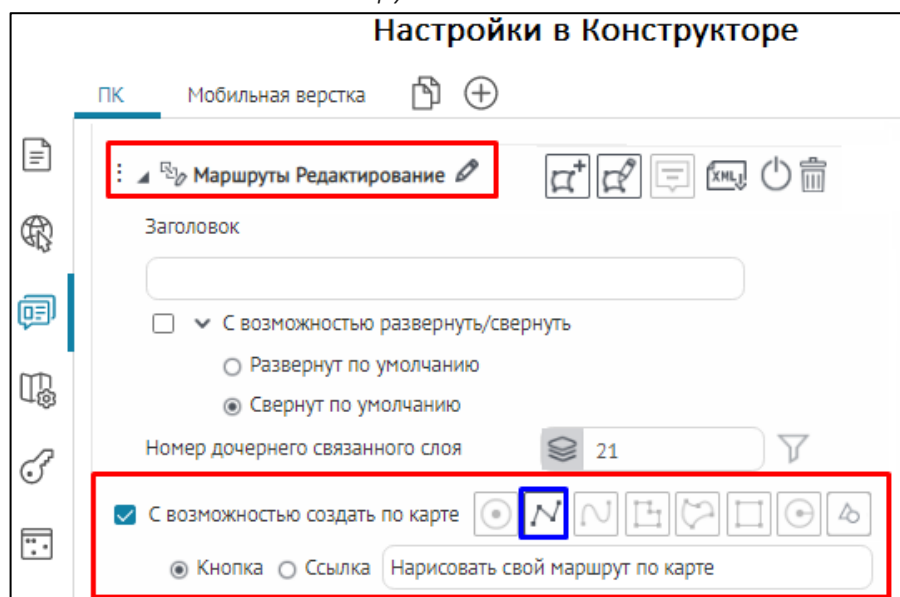 Настройки в Конструкторе
ПК Мобильная верстка
Маршруты Редактирование XML
Заголовок
С возможностью развернуть/свернуть
Развернут по умолчанию
Свернут по умолчанию
Номер дочернего связанного слоя 21
С возможностью создать по карте
Кнопка Ссылка Нарисовать свой маршрут по карте